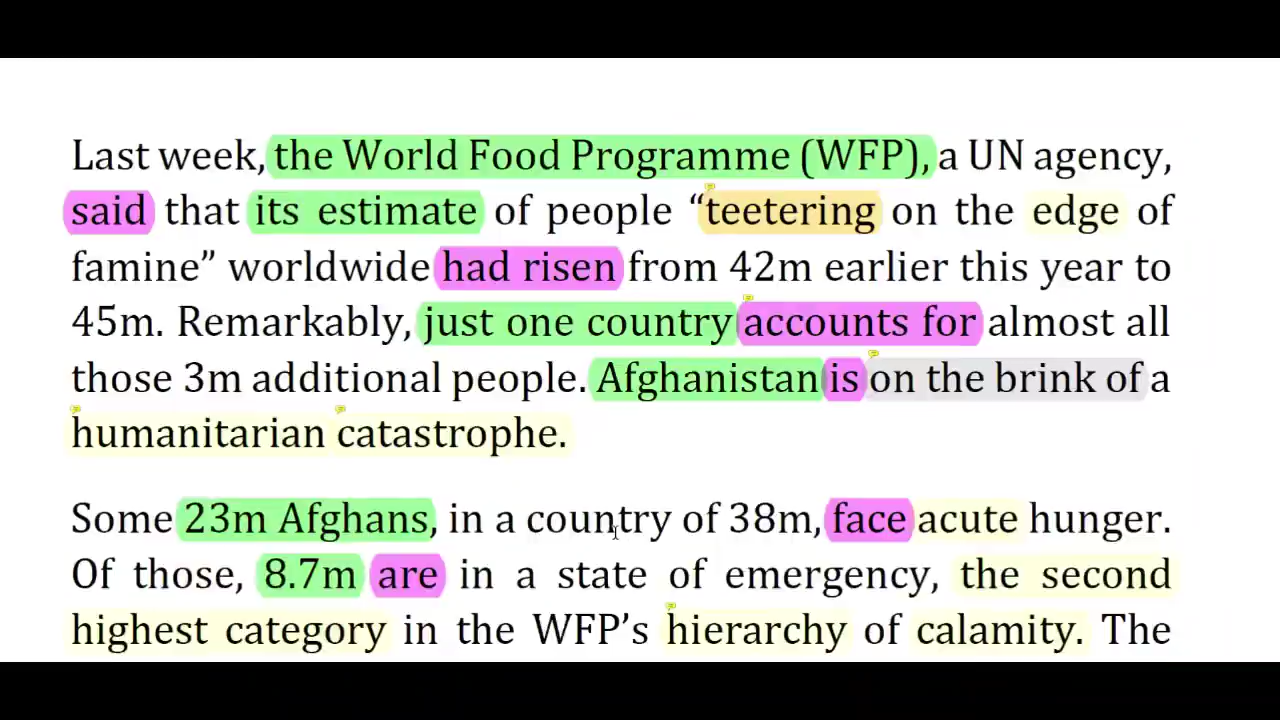 Last week, the World Food Programme (WFP), a UN agency,
said that its estimate of people “teetering on the edge of
famine” worldwide had risen from 42m earlier this year to
45m. Remarkably, just one country accounts for almost all
those 3m additional people. Afghanistan is on the brink of a
humanitarian catastrophe.
Some 23m Afghans, in a country of 38m, face acute hunger.
Of those, 8.7m are in a state of emergency, the second
highest category in the WFP’s hierarchy of calamity. The